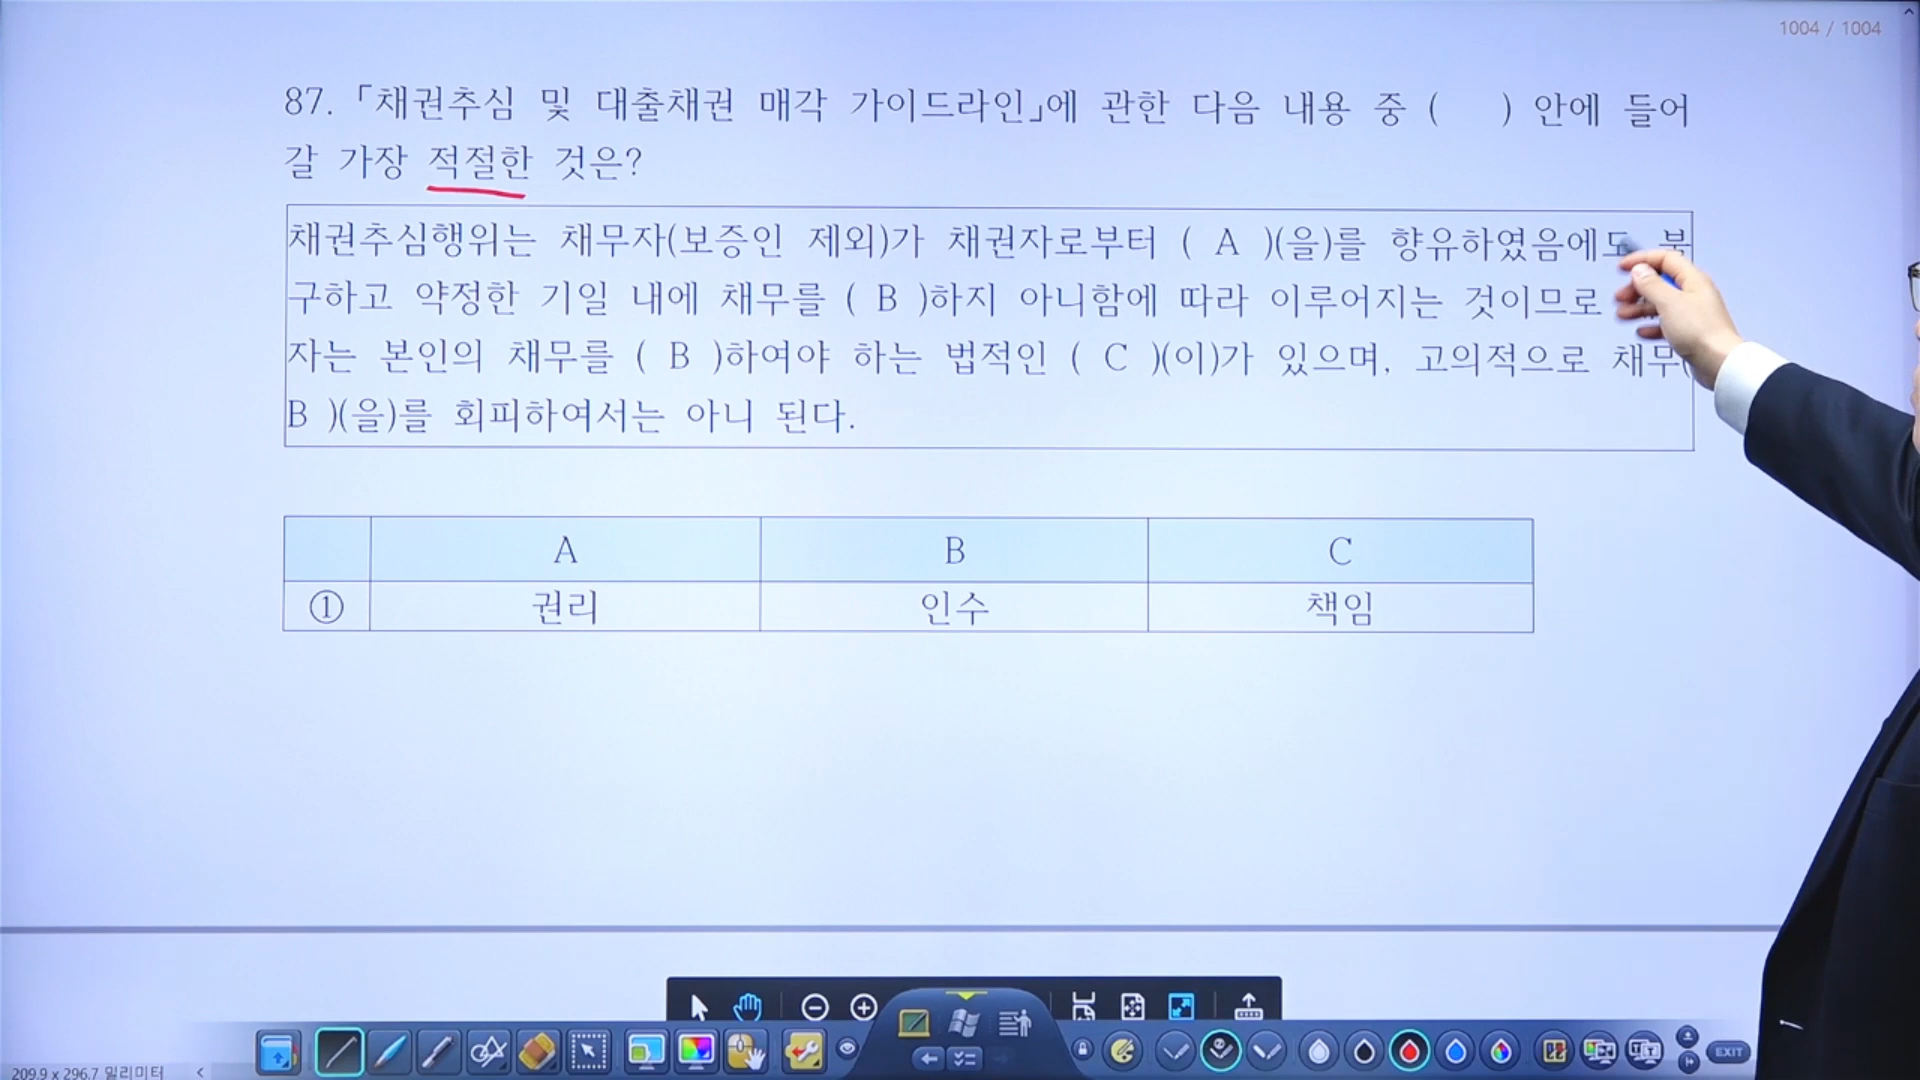 1004 / 1004
87. 「채권추심 및 대출채권 매각 가이드라인」에 관한 다음 내용 중 (   ) 안에 들어
갈 가장 적절한 것은?
채권추심행위는 채무자(보증인 제외)가 채권자로부터 ( A )(을)를 향유하였음에도 불
구하고 약정한 기일 내에 채무를 ( B )하지 아니함에 따라 이루어지는 것이므로
자는 본인의 채무를 ( B )하여야 하는 법적인 ( C )(이)가 있으며, 고의적으로 채무(
B )(을)를 회피하여서는 아니 된다.
A B C
① 권리 인수 책임
EXIT
209.9 x 296.7 밀리미터